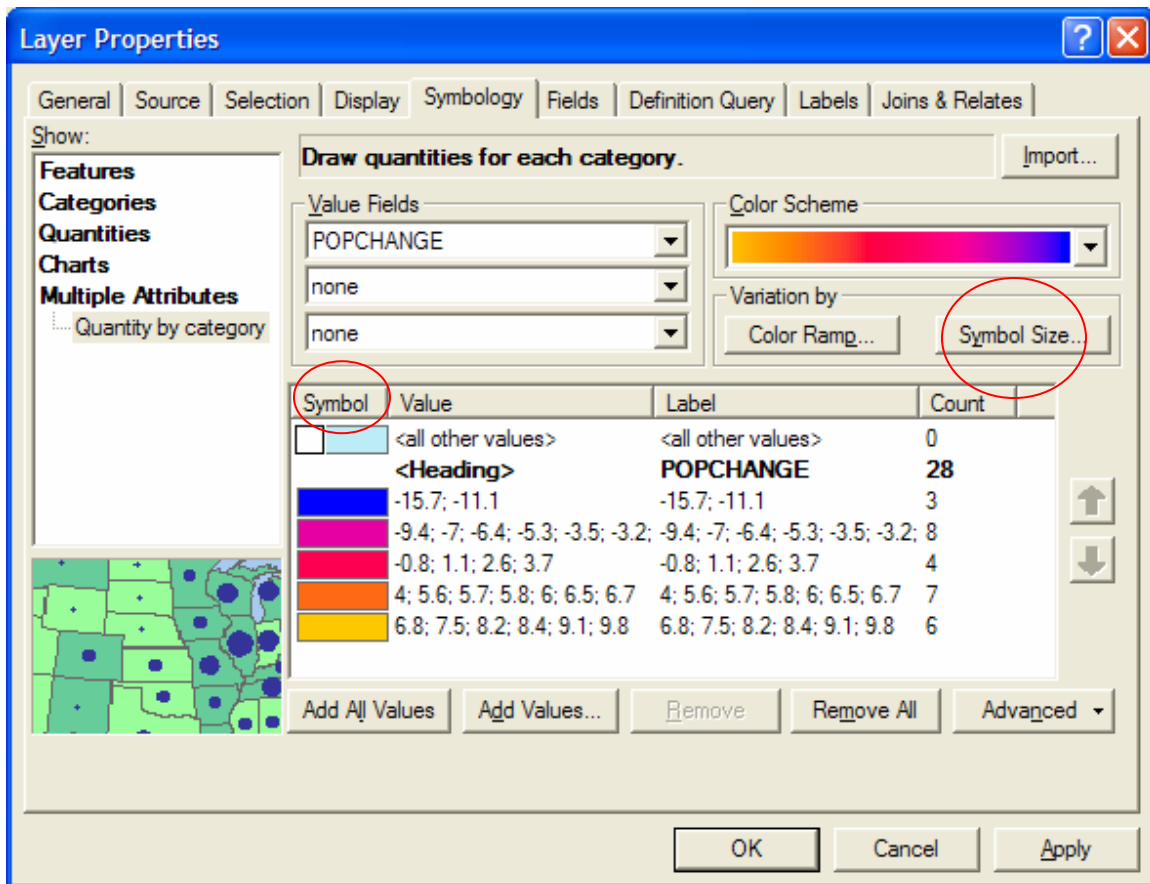 Layer Properties
General Source Selection Display Symbology Fields Definition Query Labels Joins & Relates
Show:
Features
Categories
Quantities
Charts
Multiple Attributes
Quantity by category
Draw quantities for each category.
Import...
Value Fields
POPCHANGE
none
none
Color Scheme
Variation by
Color Ramp...
Symbol Size...
Symbol Value Label Count
<all other values> <all other values> 0
<Heading> POPCHANGE 28
-15.7; -11.1 -15.7; -11.1 3
-9.4; -7; -6.4; -5.3; -3.5; -3.2; -9.4; -7; -6.4; -5.3; -3.5; -3.2; 8
-0.8; 1.1; 2.6; 3.7 -0.8; 1.1; 2.6; 3.7 4
4; 5.6; 5.7; 5.8; 6; 6.5; 6.7 4; 5.6; 5.7; 5.8; 6; 6.5; 6.7 7
6.8; 7.5; 8.2; 8.4; 9.1; 9.8 6.8; 7.5; 8.2; 8.4; 9.1; 9.8 6
Add All Values Add Values... Remove Remove All Advanced
OK Cancel Apply